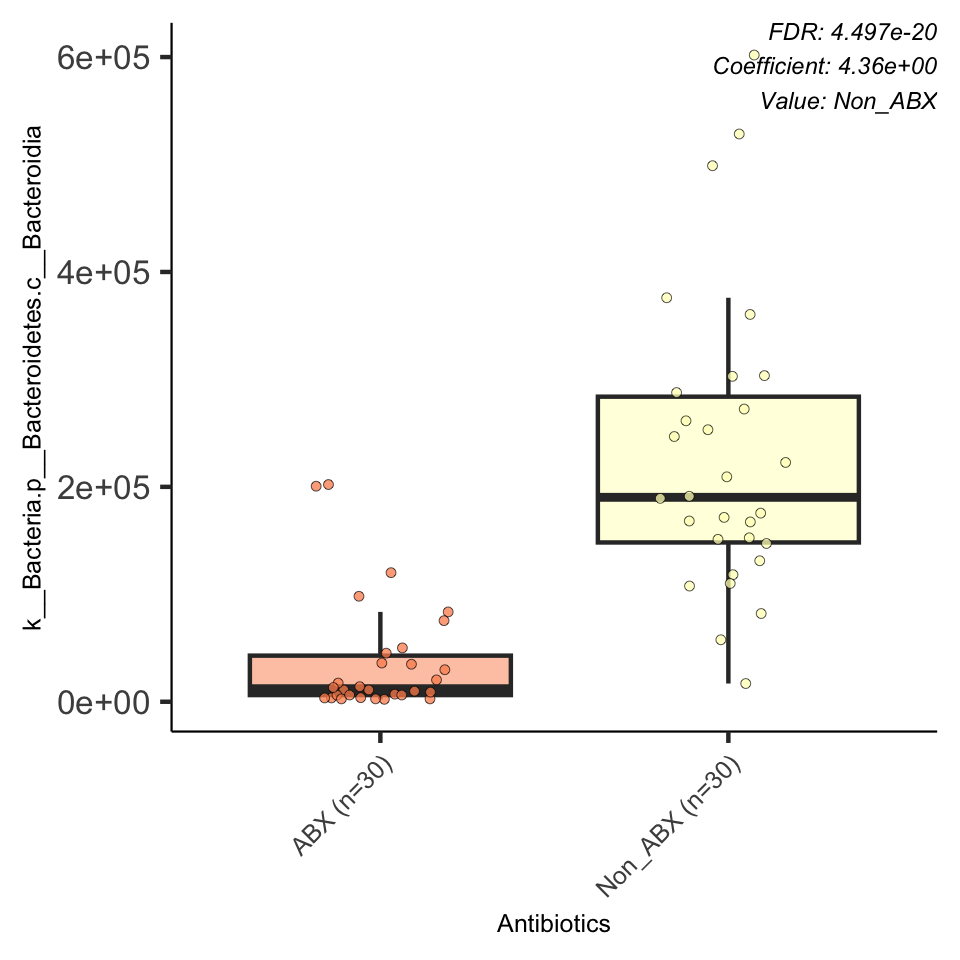 FDR: 4.497e-20
Coefficient: 4.36e+00
Value: Non_ABX
6e+05
4e+05
2e+05
0e+00
k__Bacteria.p__Bacteroidetes.c__Bacteroidia
ABX (n=30)
Non_ABX (n=30)
Antibiotics